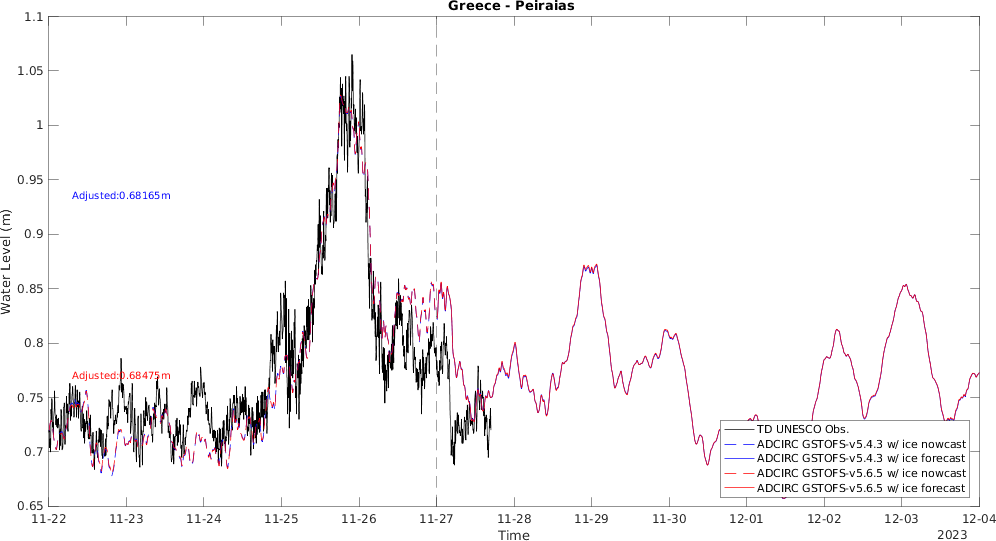 Greece - Peiraias
1.1
1.05
1
0.95
0.9
0.85
0.8
0.75
0.7
0.65
Water Level (m)
Adjusted:0.68165m
Adjusted:0.68475m
TD UNESCO Obs.
ADCIRC GSTOFS-v5.4.3 w/ ice nowcast
ADCIRC GSTOFS-v5.4.3 w/ ice forecast
ADCIRC GSTOFS-v5.6.5 w/ ice nowcast
ADCIRC GSTOFS-v5.6.5 w/ ice forecast
11-22 11-23 11-24 11-25 11-26 11-27 11-28 11-29 11-30 12-01 12-02 12-03 12-04
Time
2023